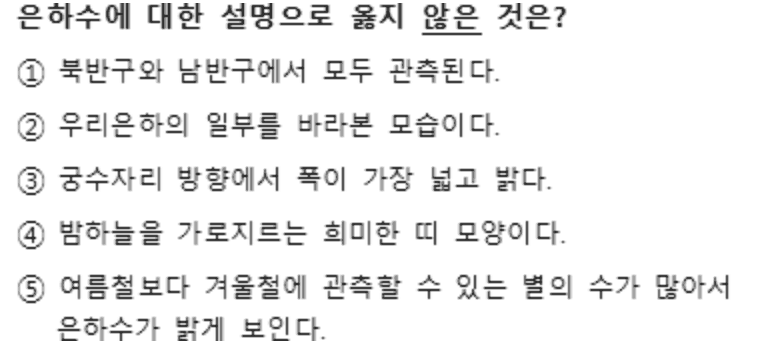 은하수에 대한 설명으로 옳지 않은 것은?
① 북반구와 남반구에서 모두 관측된다.
② 우리은하의 일부를 바라본 모습이다.
③ 궁수자리 방향에서 폭이 가장 넓고 밝다.
④ 밤하늘을 가로지르는 희미한 띠 모양이다.
⑤ 여름철보다 겨울철에 관측할 수 있는 별의 수가 많아서
은하수가 밝게 보인다.